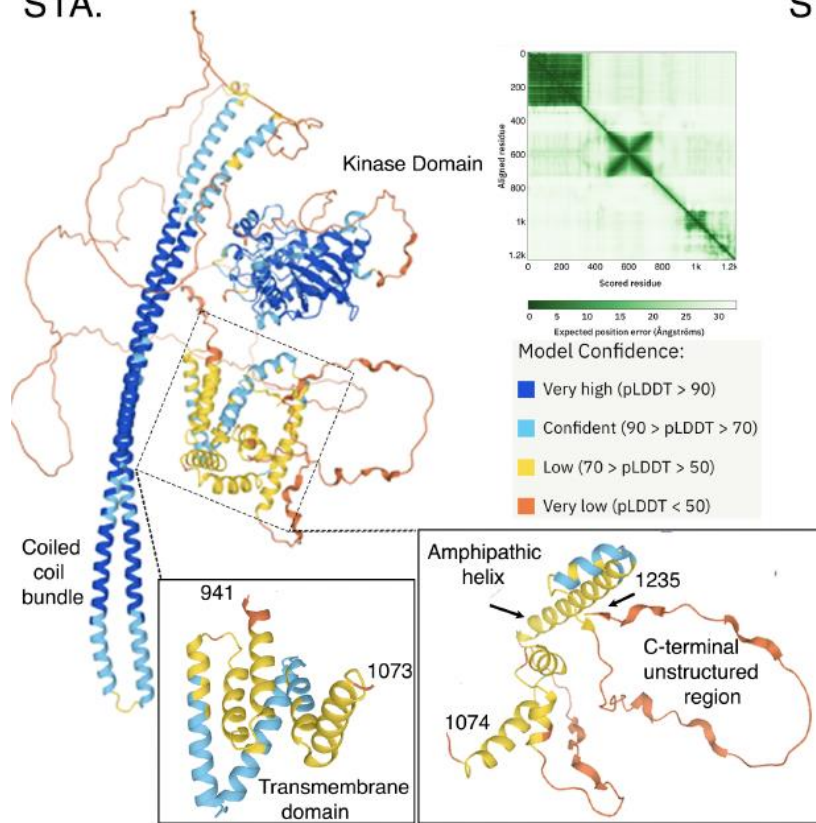 STA.
S
Kinase Domain
Aligned residue
0
200
400
600
800
1k
1.2k
0 200 400 600 800 1k 1.2k
Scored residue
0 5 10 15 20 25 30
Expected position error (Ångströms)
Model Confidence:
Very high (pLDDT > 90)
Confident (90 > pLDDT > 70)
Low (70 > pLDDT > 50)
Very low (pLDDT < 50)
Coiled
coil
bundle
941
1073
Transmembrane
domain
Amphipathic
helix
1235
C-terminal
unstructured
region
1074